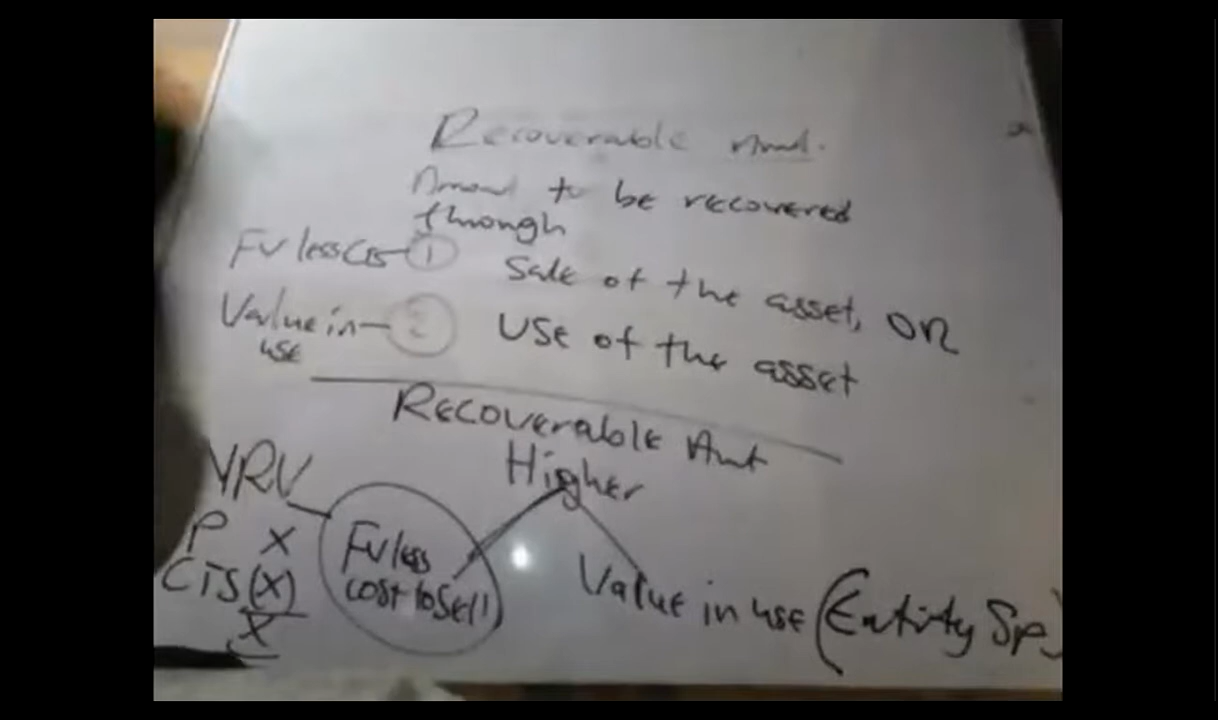 Recoverable Amt.
Amount to be recovered
through
FV less CTS - ① Sale of the asset, OR
Value in - ② Use of the asset
use
Recoverable Amt
Higher
NRV
P X
CTS (X)
X
FV less
cost to sell
Value in use (Entity Sp)